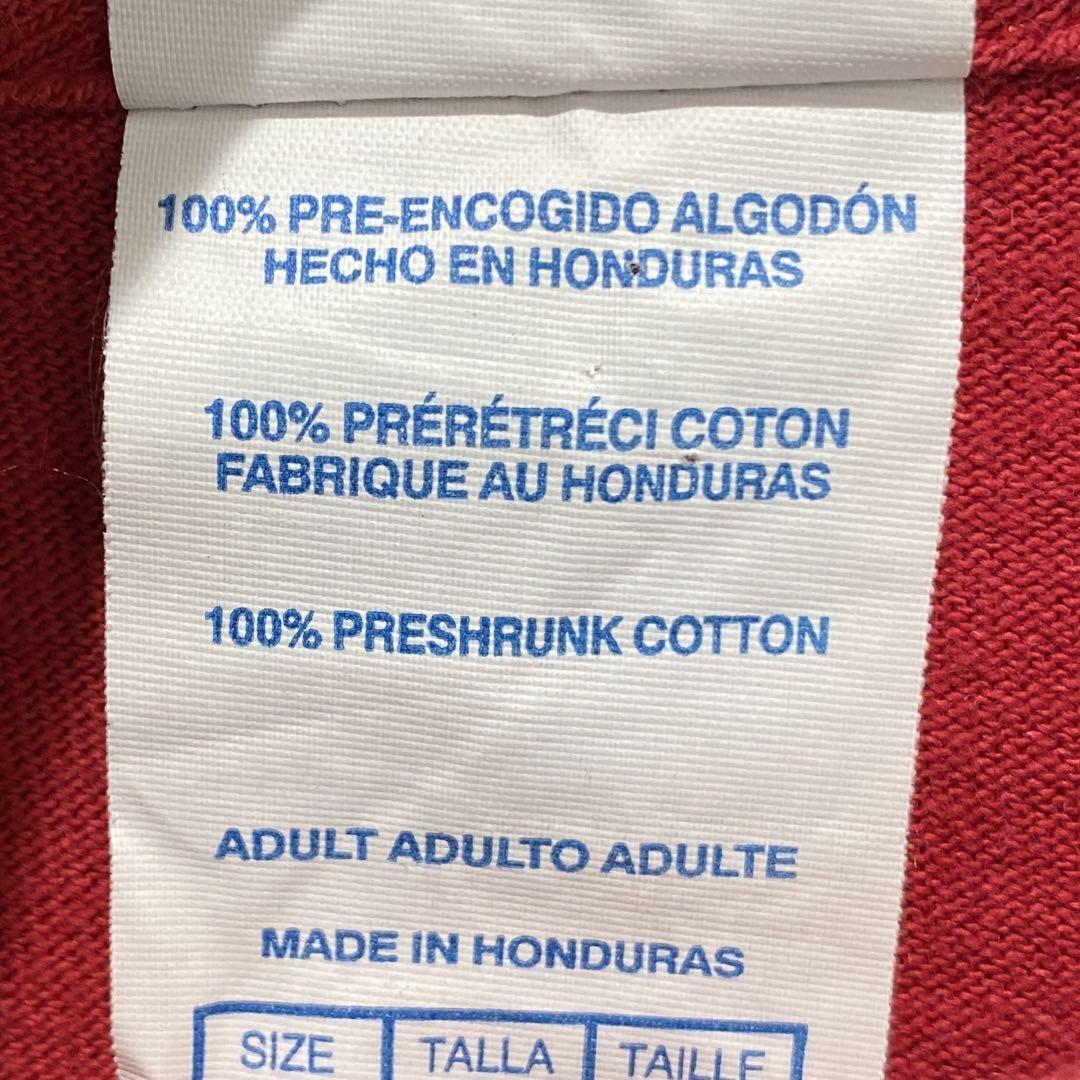 100% PRE-ENCOGIDO ALGODÓN
HECHO EN HONDURAS
100% PRÉRÉTRÉCI COTON
FABRIQUE AU HONDURAS
100% PRESHRUNK COTTON
ADULT ADULTO ADULTE
MADE IN HONDURAS
SIZE TALLA TAILLE